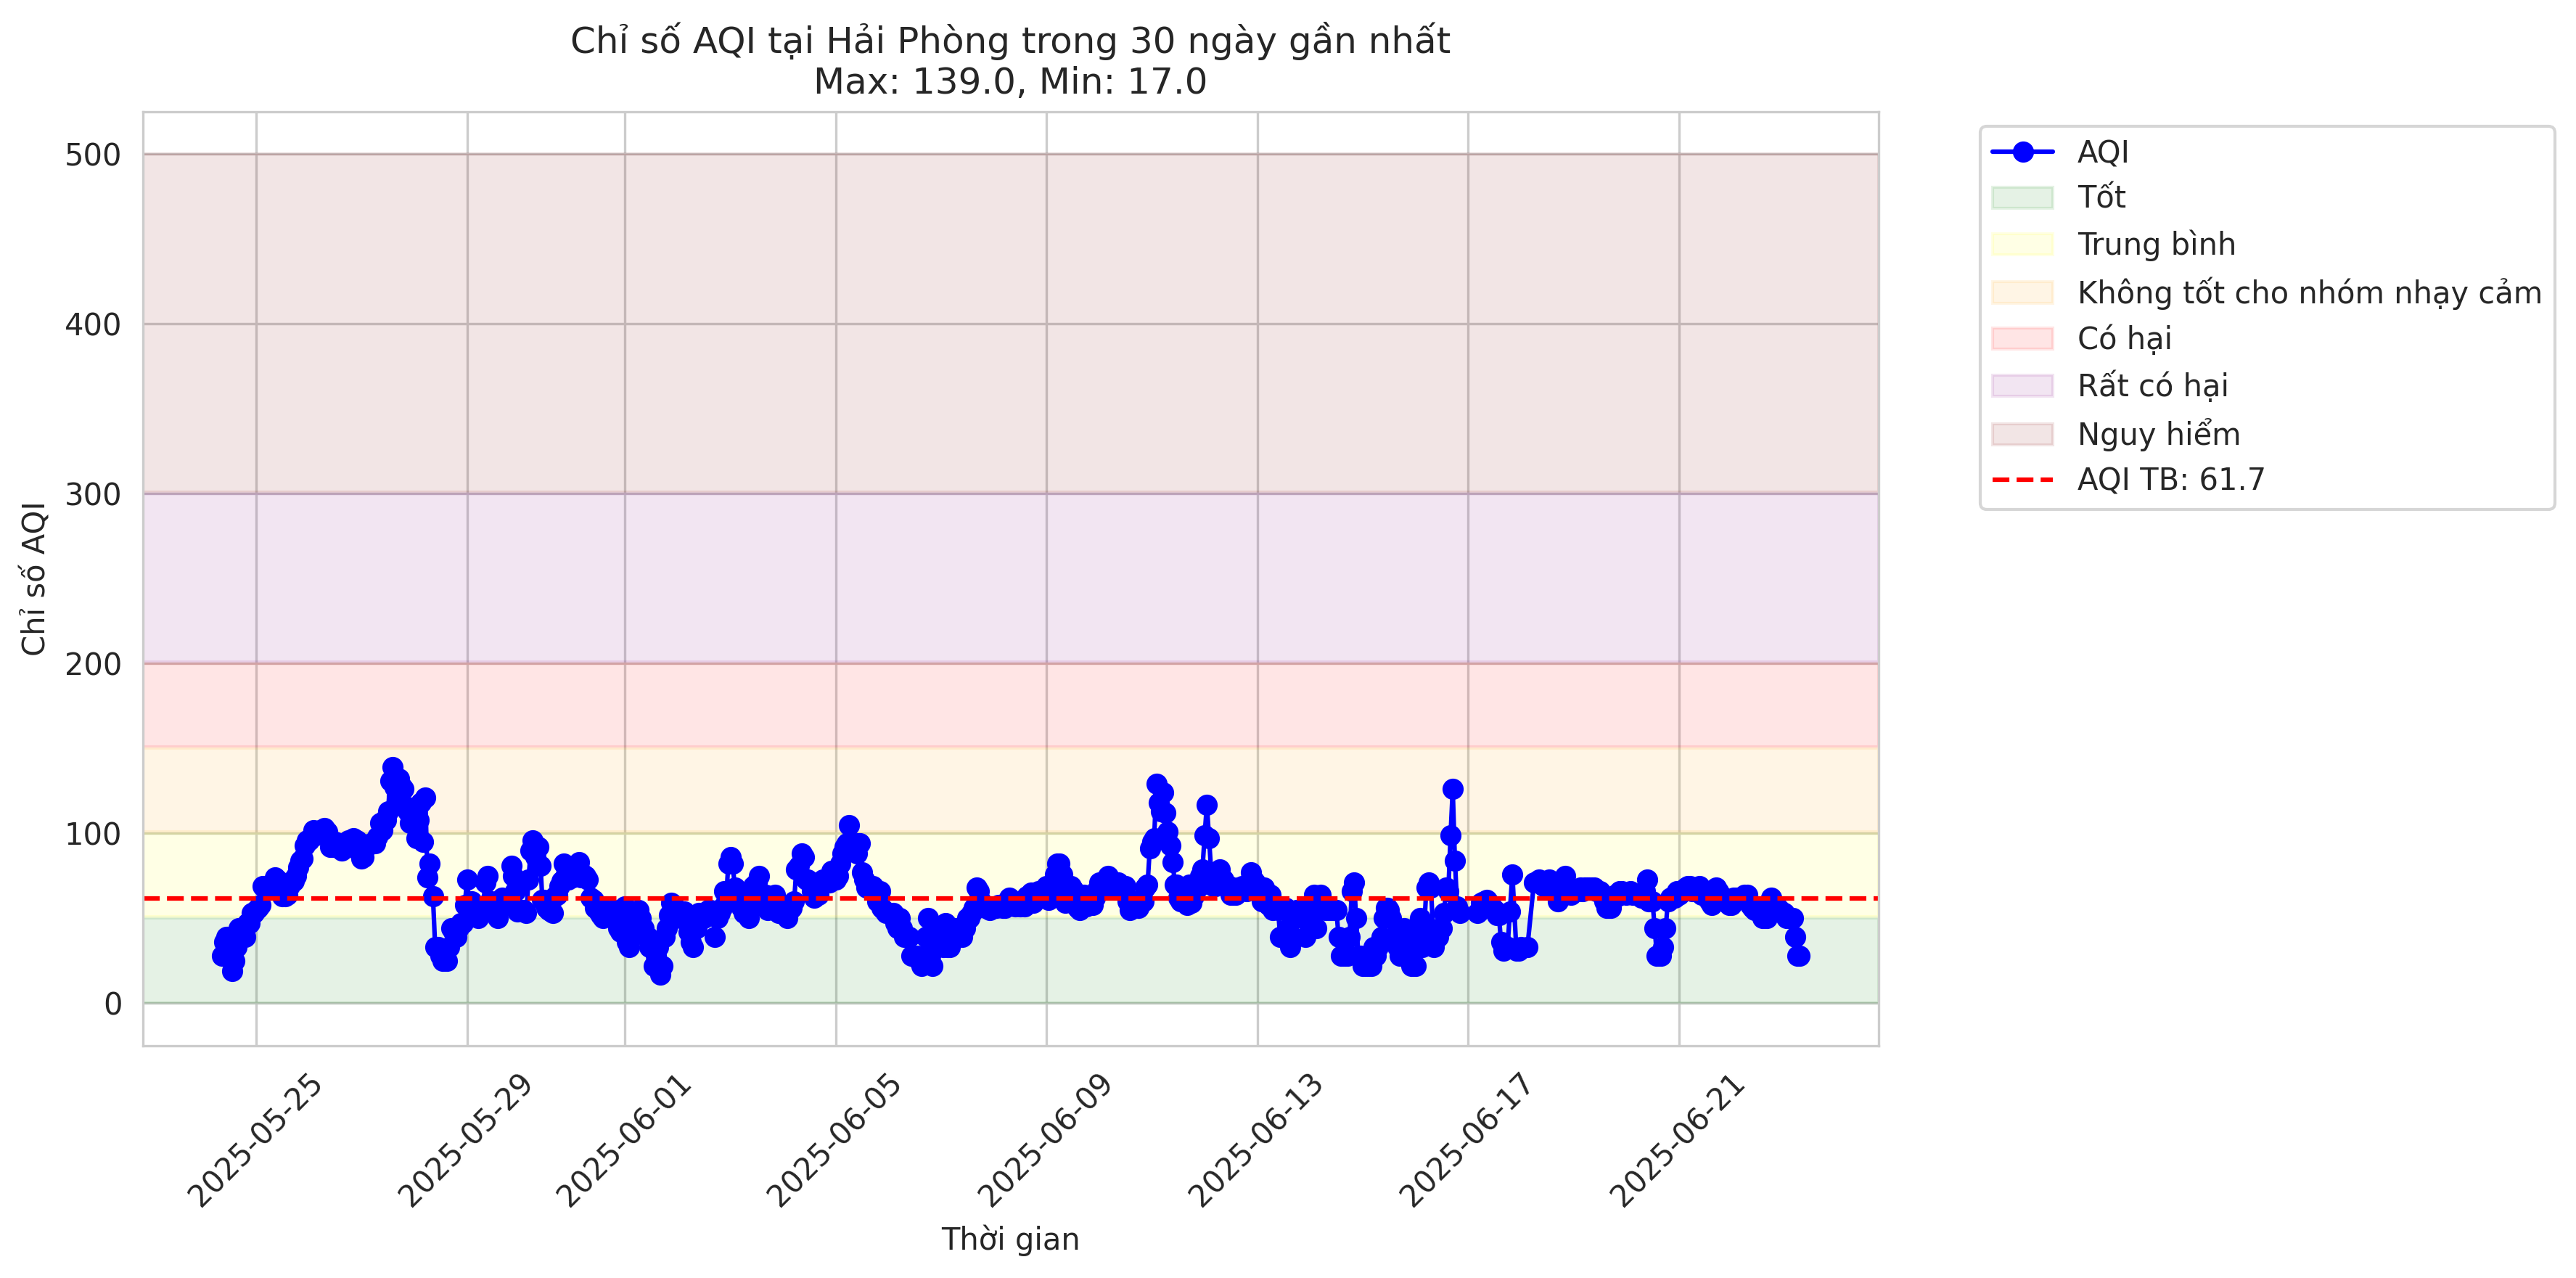 Chỉ số AQI tại Hải Phòng trong 30 ngày gần nhất
Max: 139.0, Min: 17.0
Chỉ số AQI
500
400
300
200
100
0
2025-05-25
2025-05-29
2025-06-01
2025-06-05
2025-06-09
2025-06-13
2025-06-17
2025-06-21
Thời gian
AQI
Tốt
Trung bình
Không tốt cho nhóm nhạy cảm
Có hại
Rất có hại
Nguy hiểm
AQI TB: 61.7